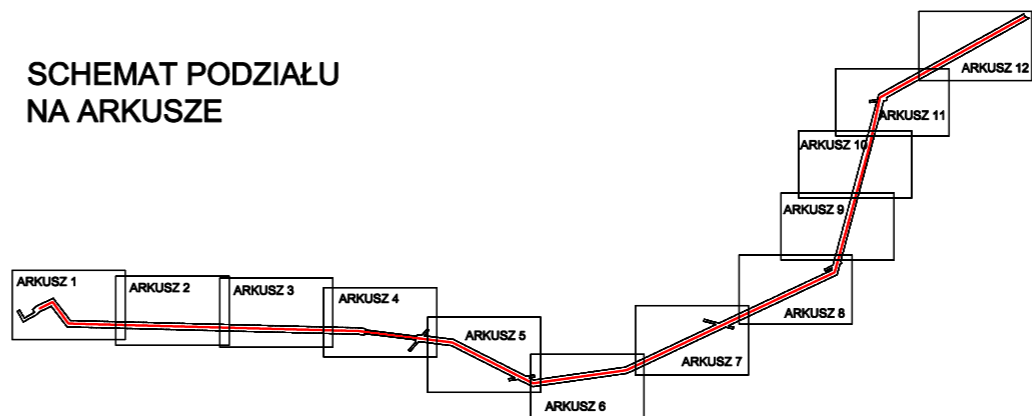 SCHEMAT PODZIAŁU
NA ARKUSZE
ARKUSZ 1
ARKUSZ 2
ARKUSZ 3
ARKUSZ 4
ARKUSZ 5
ARKUSZ 6
ARKUSZ 7
ARKUSZ 8
ARKUSZ 9
ARKUSZ 10
ARKUSZ 11
ARKUSZ 12